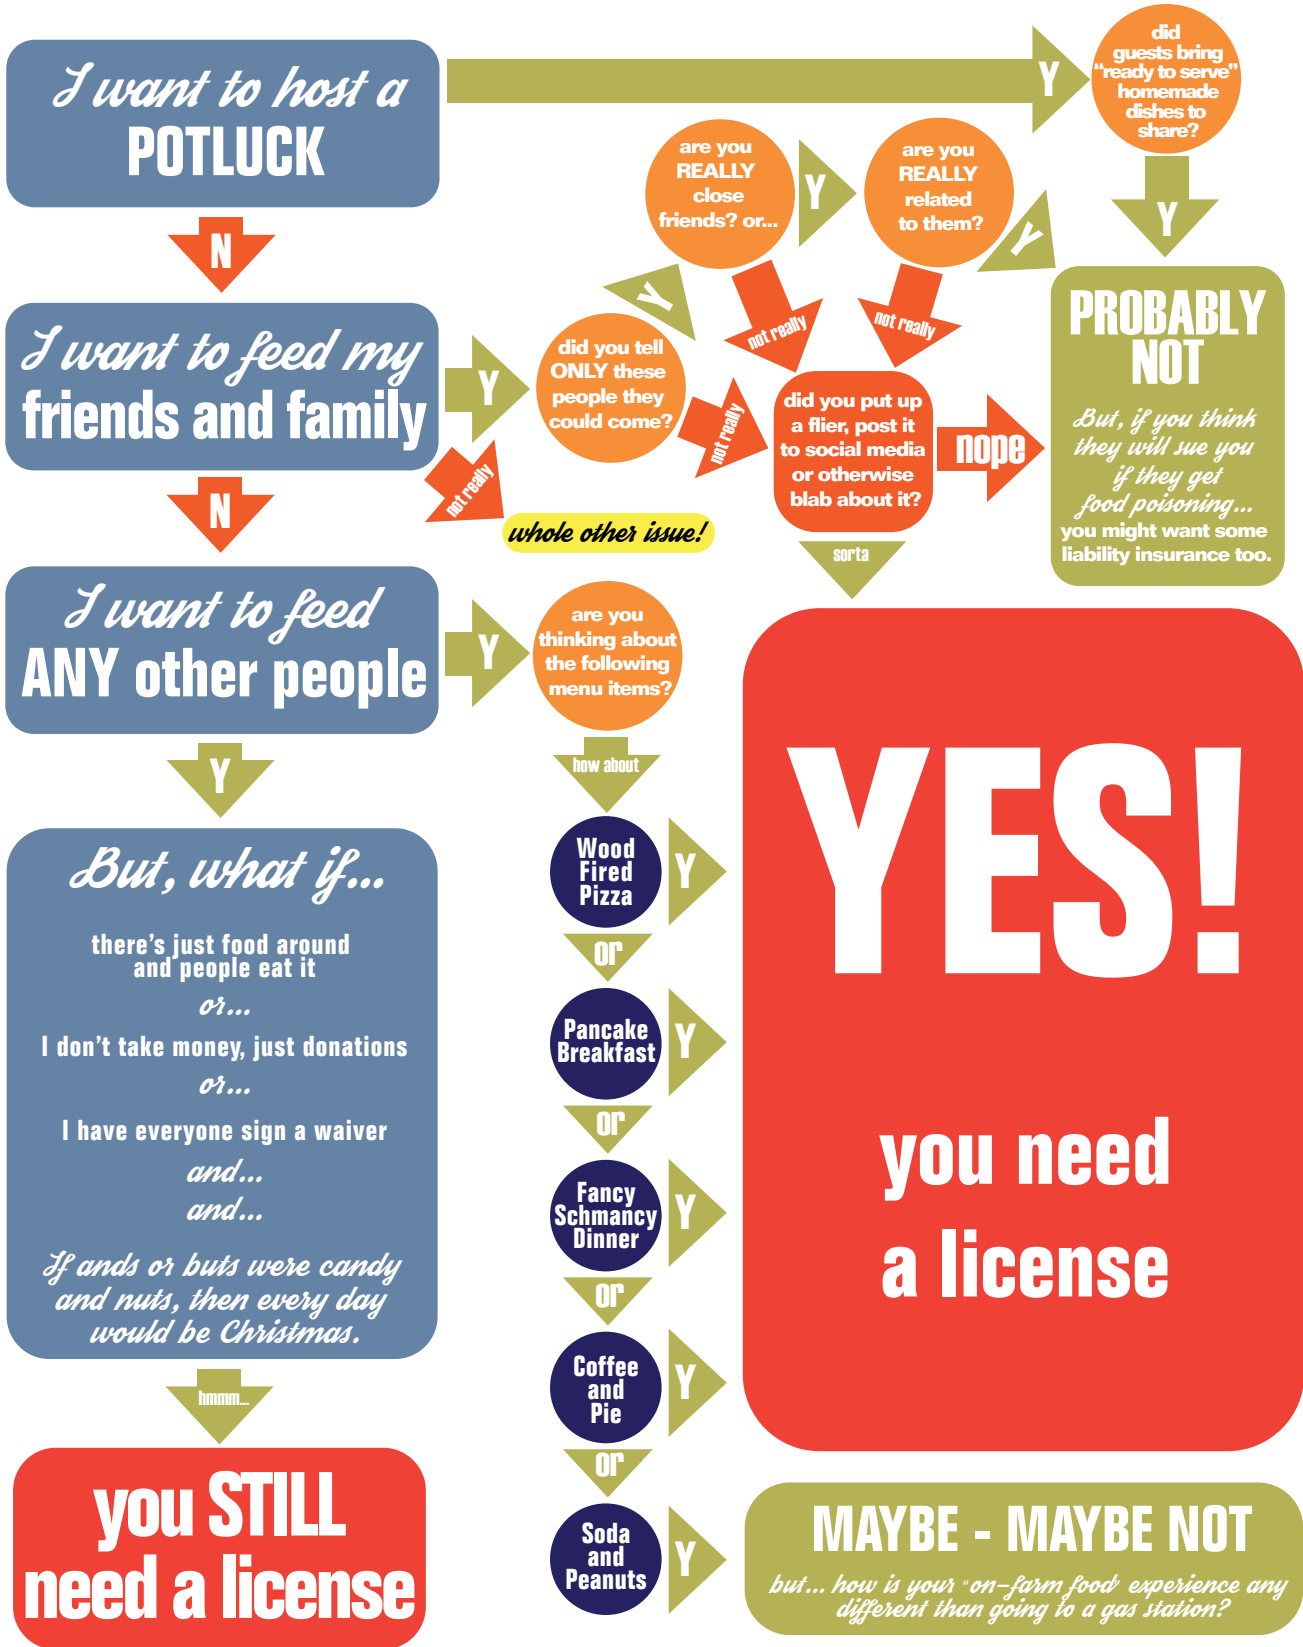 I want to host a
POTLUCK
Y
did
guests bring
“ready to serve”
homemade
dishes to
share?
Y
N
are you
REALLY
close
friends? or...
Y
are you
REALLY
related
to them?
Y
Y
not really
not really
I want to feed my
friends and family
Y
did you tell
ONLY these
people they
could come?
not really
did you put up
a flier, post it
to social media
or otherwise
blab about it?
nope
PROBABLY
NOT
But, if you think
they will sue you
if they get
food poisoning...
you might want some
liability insurance too.
not really
whole other issue!
sorta
N
I want to feed
ANY other people
Y
are you
thinking about
the following
menu items?
how about
Y
But, what if...
there’s just food around
and people eat it
or...
I don’t take money, just donations
or...
I have everyone sign a waiver
and...
and...
If ands or buts were candy
and nuts, then every day
would be Christmas.
hmmm...
you STILL
need a license
Wood
Fired
Pizza
Y
or
Pancake
Breakfast
Y
or
Fancy
Schmancy
Dinner
Y
or
Coffee
and
Pie
Y
or
Soda
and
Peanuts
Y
YES!
you need
a license
MAYBE - MAYBE NOT
but... how is your “on-farm food” experience any
different than going to a gas station?